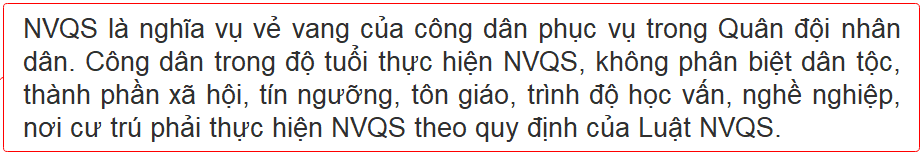 NVQS là nghĩa vụ vẻ vang của công dân phục vụ trong Quân đội nhân
dân. Công dân trong độ tuổi thực hiện NVQS, không phân biệt dân tộc,
thành phần xã hội, tín ngưỡng, tôn giáo, trình độ học vấn, nghề nghiệp,
nơi cư trú phải thực hiện NVQS theo quy định của Luật NVQS.